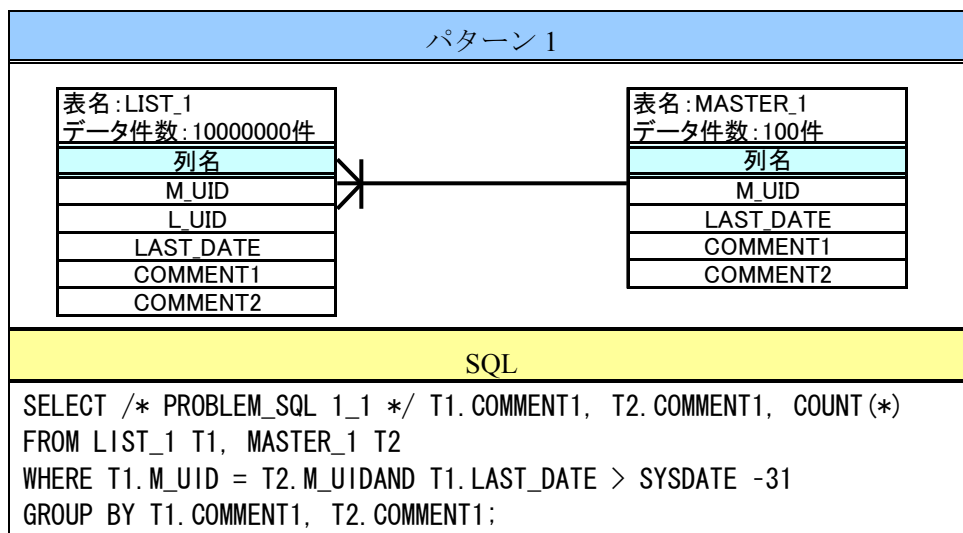 パターン 1
表名:LIST_1
データ件数:10000000件
列名
M_UID
L_UID
LAST_DATE
COMMENT1
COMMENT2
表名:MASTER_1
データ件数:100件
列名
M_UID
LAST_DATE
COMMENT1
COMMENT2
SQL
SELECT /* PROBLEM_SQL 1_1 */ T1.COMMENT1, T2.COMMENT1, COUNT(*)
FROM LIST_1 T1, MASTER_1 T2
WHERE T1.M_UID = T2.M_UIDAND T1.LAST_DATE > SYSDATE -31
GROUP BY T1.COMMENT1, T2.COMMENT1;